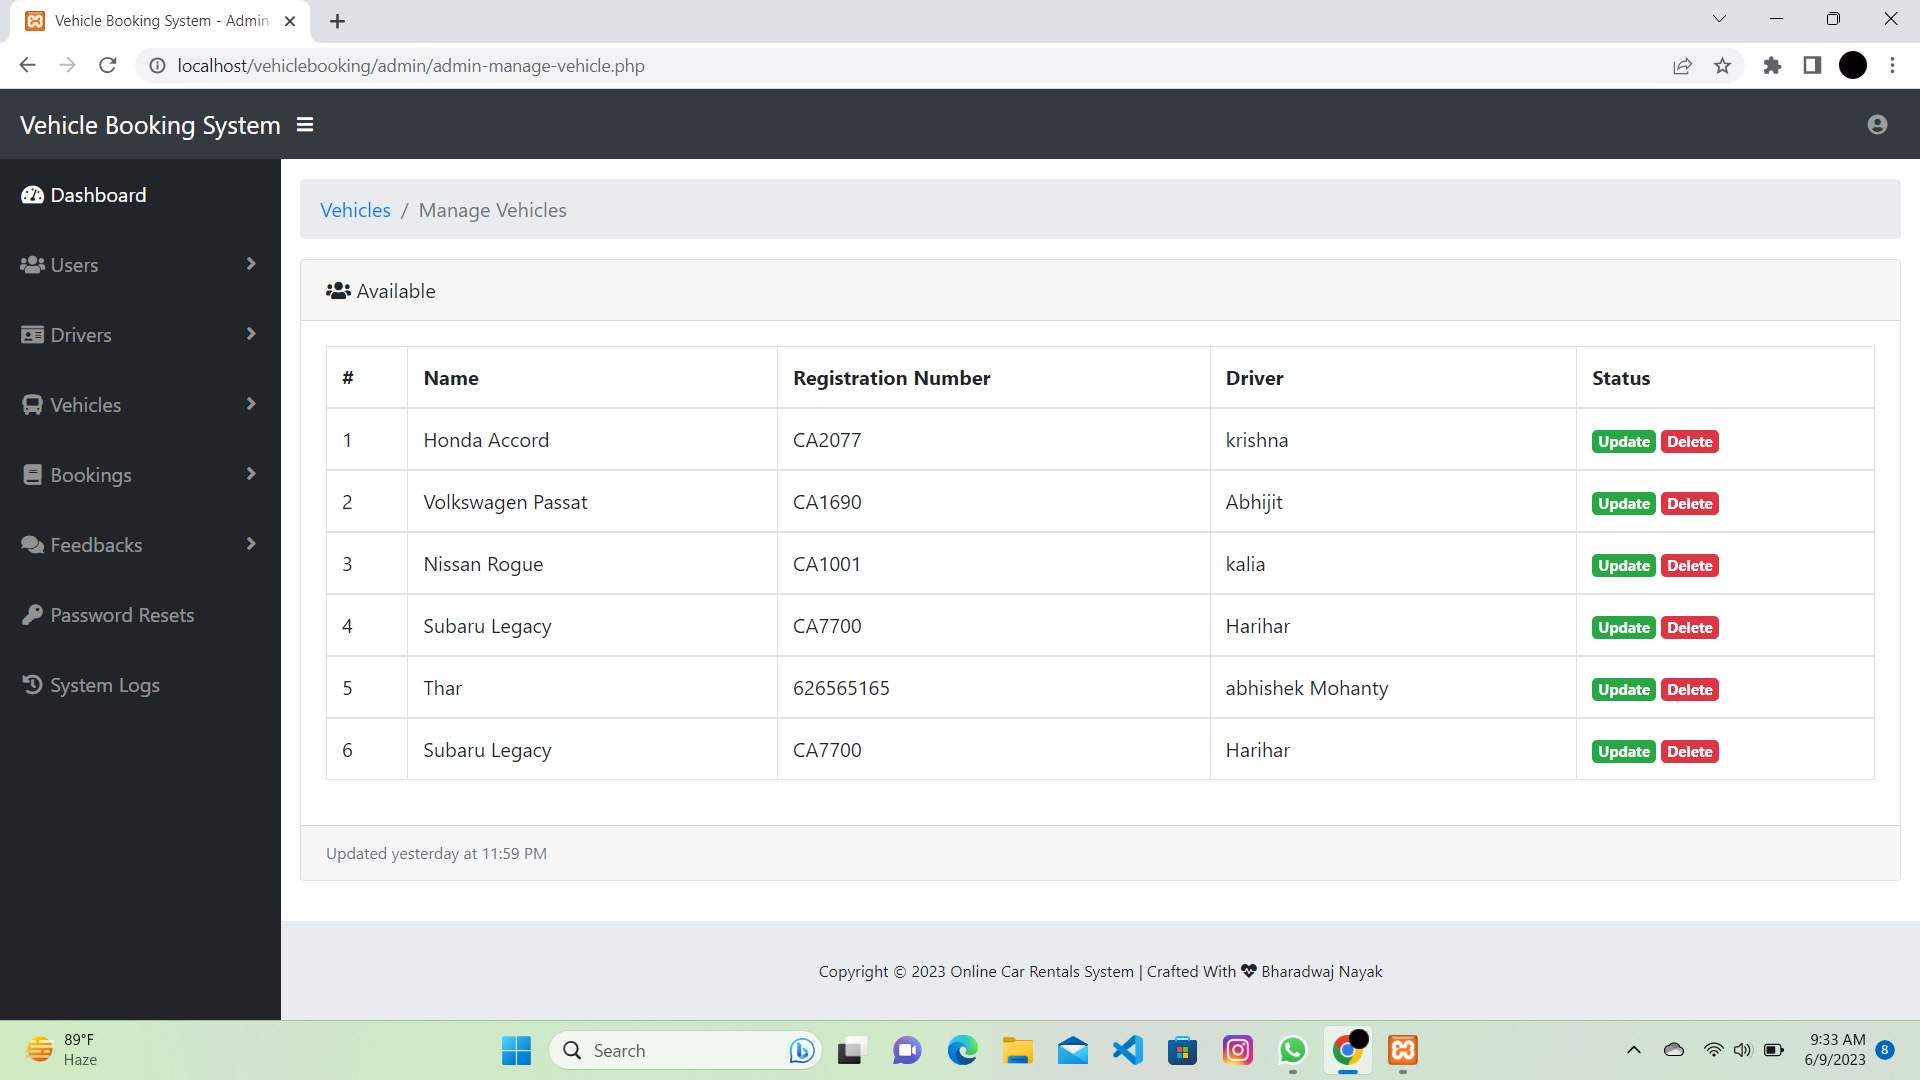 Vehicle Booking System - Admin
localhost/vehiclebooking/admin/admin-manage-vehicle.php
Vehicle Booking System
Dashboard
Users
Drivers
Vehicles
Bookings
Feedbacks
Password Resets
System Logs
Vehicles / Manage Vehicles
Available
# Name Registration Number Driver Status
1 Honda Accord CA2077 krishna Update Delete
2 Volkswagen Passat CA1690 Abhijit Update Delete
3 Nissan Rogue CA1001 kalia Update Delete
4 Subaru Legacy CA7700 Harihar Update Delete
5 Thar 626565165 abhishek Mohanty Update Delete
6 Subaru Legacy CA7700 Harihar Update Delete
Updated yesterday at 11:59 PM
Copyright © 2023 Online Car Rentals System | Crafted With Bharadwaj Nayak
89°F
Haze
Search
9:33 AM
6/9/2023
8